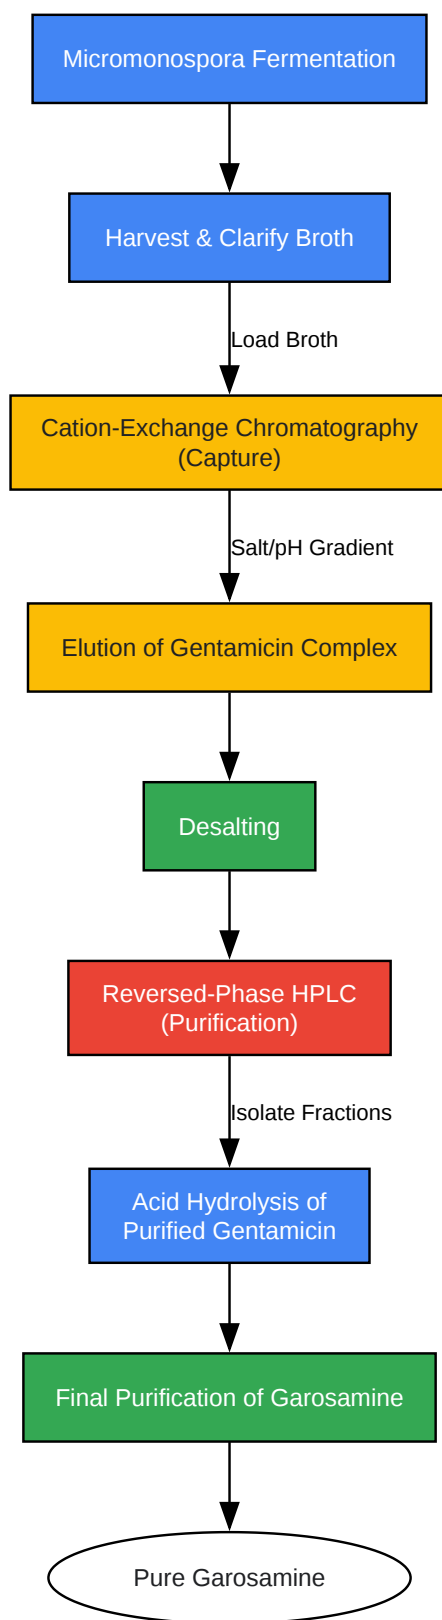 Micromonospora Fermentation
Harvest & Clarify Broth
Load Broth
Cation-Exchange Chromatography
(Capture)
Salt/pH Gradient
Elution of Gentamicin Complex
Desalting
Reversed-Phase HPLC
(Purification)
Isolate Fractions
Acid Hydrolysis of
Purified Gentamicin
Final Purification of Garosamine
Pure Garosamine